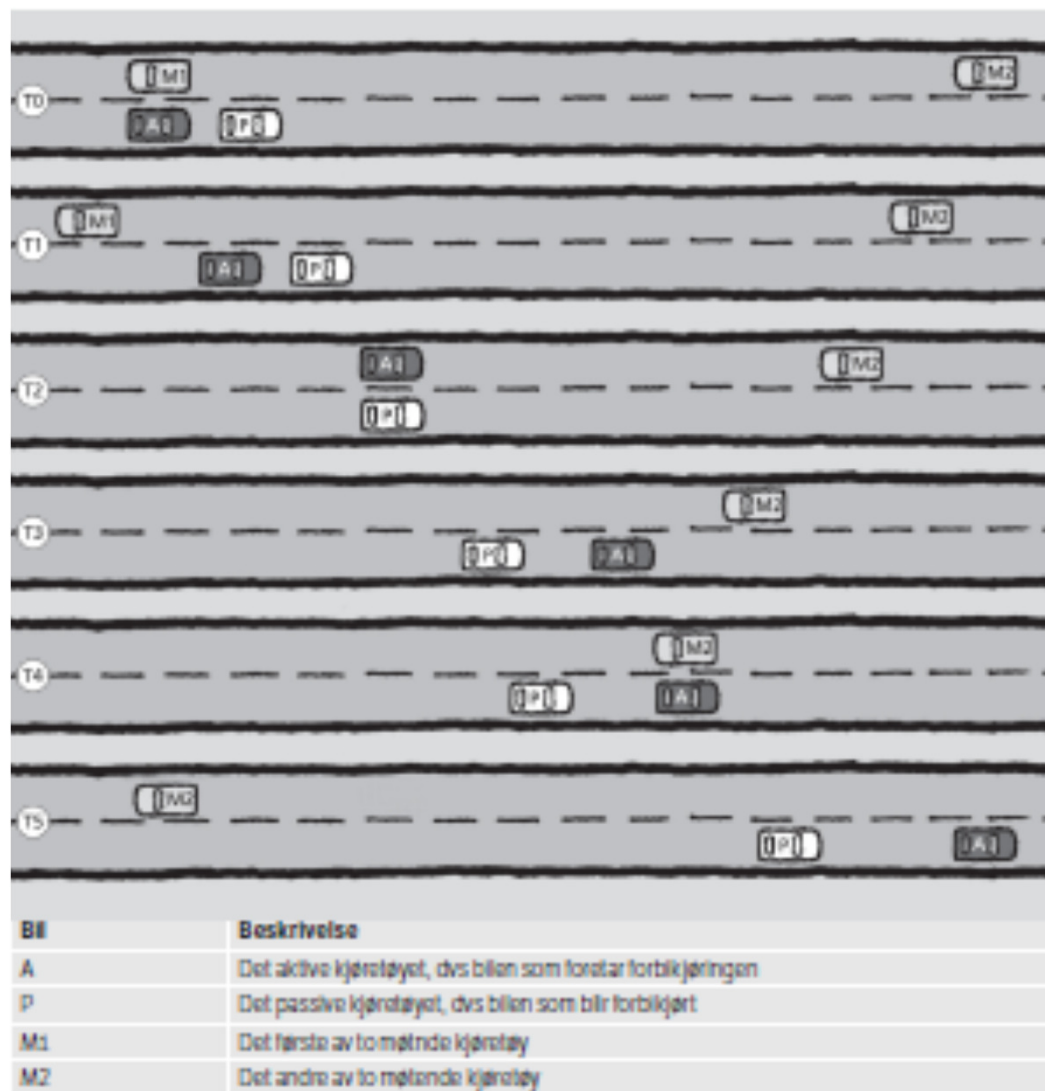 M1 M2
T0
A P
M1 M2
T1
A P
A M2
T2
P
M2
T3
P A
M2
T4
P A
M2
T5
P A
Bil Beskrivelse
A Det aktive kjøretøyet, dvs bilen som foretar forbikjøringen
P Det passive kjøretøyet, dvs bilen som blir forbikjørt
M1 Det første av to møtnde kjøretøy
M2 Det andre av to møtende kjøretøy